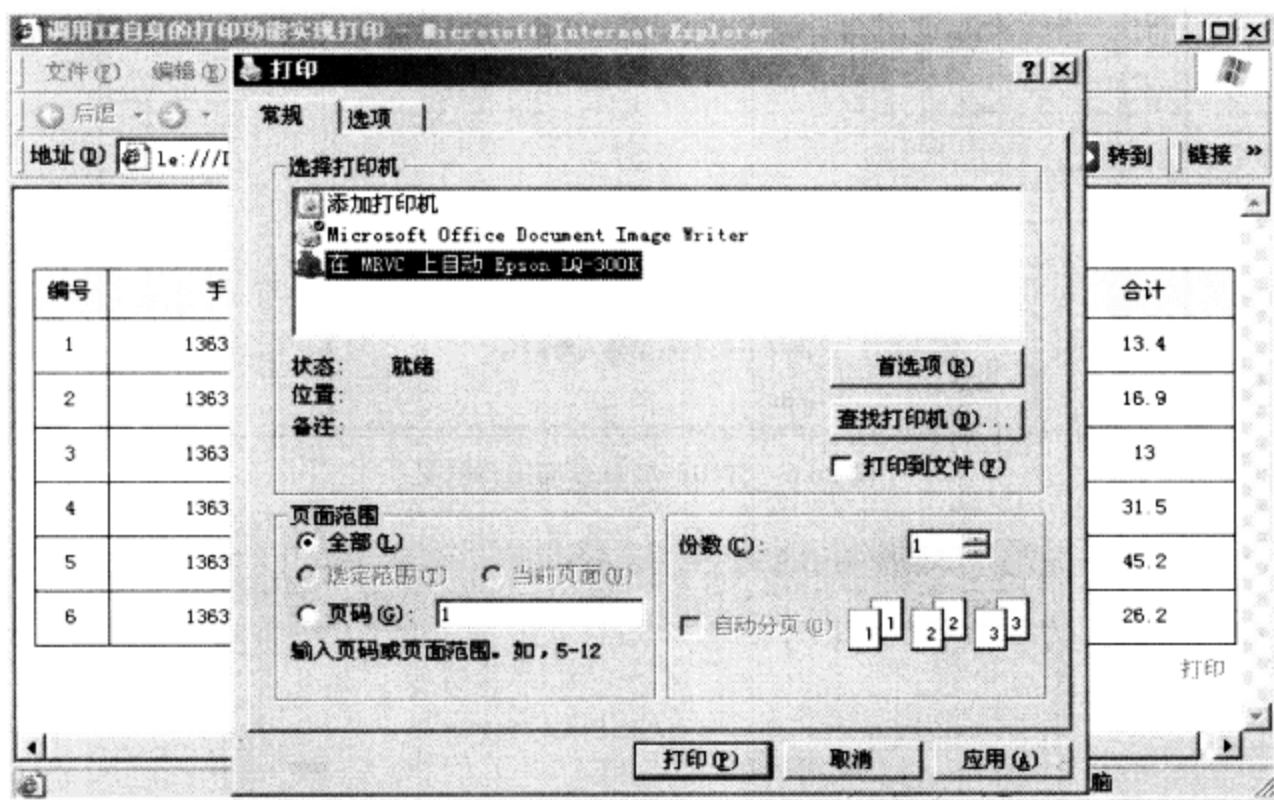 调用IE自身的打印功能实现打印 - Microsoft Internet Explorer
文件(F) 编辑(E)
打印
后退
常规 选项
地址(D) le:///D
转到 链接 »
选择打印机
添加打印机
Microsoft Office Document Image Writer
在 MRVC 上自动 Epson LQ-300K
状态: 就绪
位置:
备注:
首选项(R)
查找打印机(D)...
打印到文件(F)
页面范围
全部(L)
选定范围(T) 当前页面(U)
页码(G): 1
输入页码或页面范围。如，5-12
份数(C): 1
自动分页(O)
1 1 2 2 3 3
打印(P) 取消 应用(A)
编号 手 合计
1 1363 13.4
2 1363 16.9
3 1363 13
4 1363 31.5
5 1363 45.2
6 1363 26.2
打印
脑